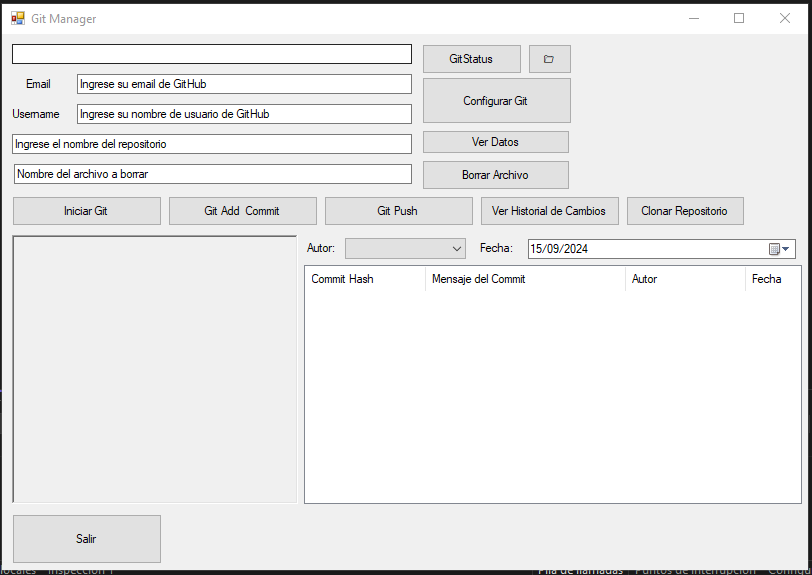 Git Manager
GitStatus
Email
Ingrese su email de GitHub
Configurar Git
Username
Ingrese su nombre de usuario de GitHub
Ingrese el nombre del repositorio
Ver Datos
Nombre del archivo a borrar
Borrar Archivo
Iniciar Git
Git Add  Commit
Git Push
Ver Historial de Cambios
Clonar Repositorio
Autor:
Fecha:
15/09/2024
Commit Hash
Mensaje del Commit
Autor
Fecha
Salir
locales
Inspección 1
Pila de llamadas
Puntos de interrupción